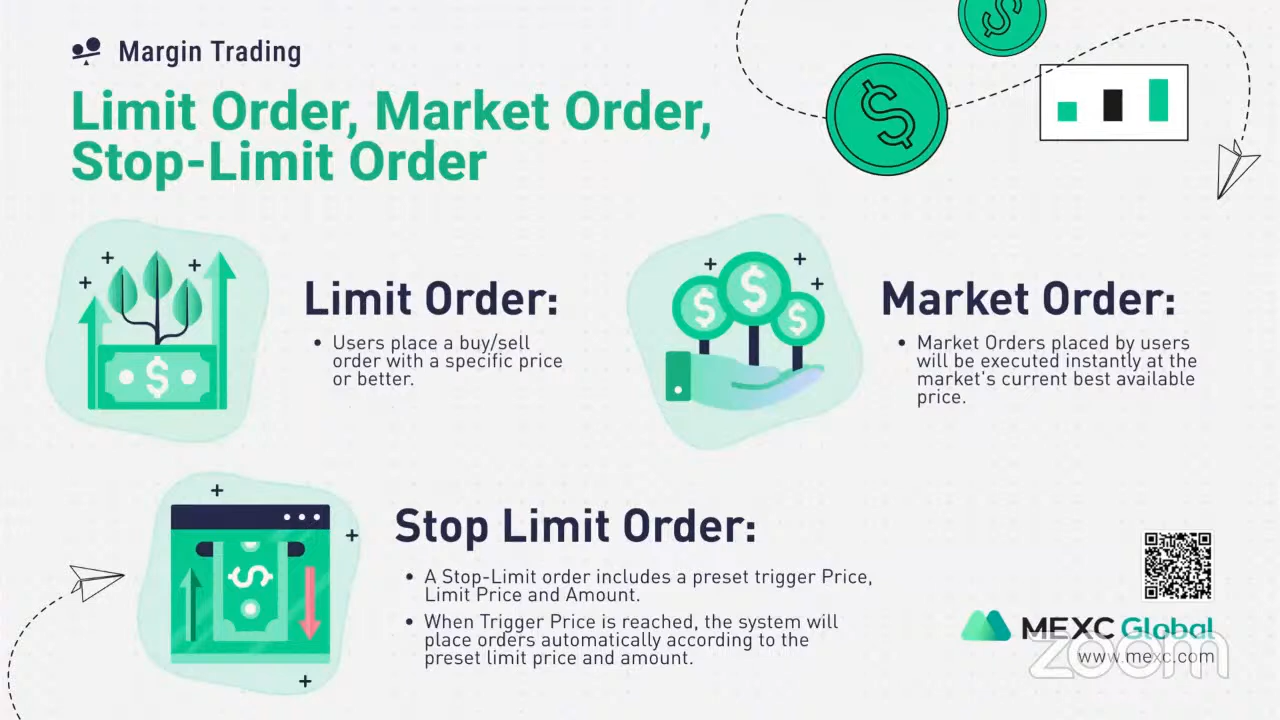 Margin Trading
Limit Order, Market Order,
Stop-Limit Order
Limit Order:
• Users place a buy/sell
order with a specific price
or better.
Market Order:
• Market Orders placed by users
will be executed instantly at the
market's current best available
price.
Stop Limit Order:
• A Stop-Limit order includes a preset trigger Price,
Limit Price and Amount.
• When Trigger Price is reached, the system will
place orders automatically according to the
preset limit price and amount.
MEXC Global
zoom
www.mexc.com